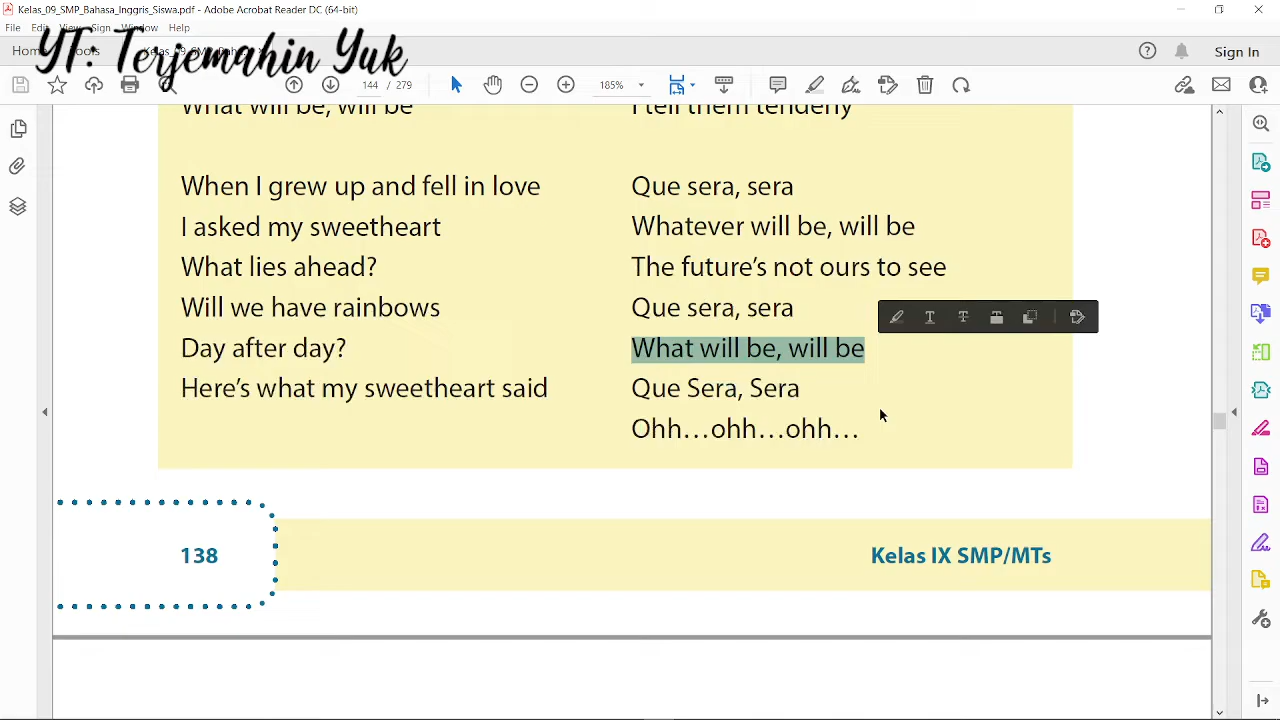 Kelas_09_SMP_Bahasa_Inggris_Siswa.pdf - Adobe Acrobat Reader DC (64-bit)
File Edit View Sign Window Help
YT: Terjemahin Yuk
Home Tools
Sign In
144 / 279
185%
What will be, will be
When I grew up and fell in love
I asked my sweetheart
What lies ahead?
Will we have rainbows
Day after day?
Here's what my sweetheart said
I tell them tenderly
Que sera, sera
Whatever will be, will be
The future's not ours to see
Que sera, sera
What will be, will be
Que Sera, Sera
Ohh…ohh…ohh…
138
Kelas IX SMP/MTs